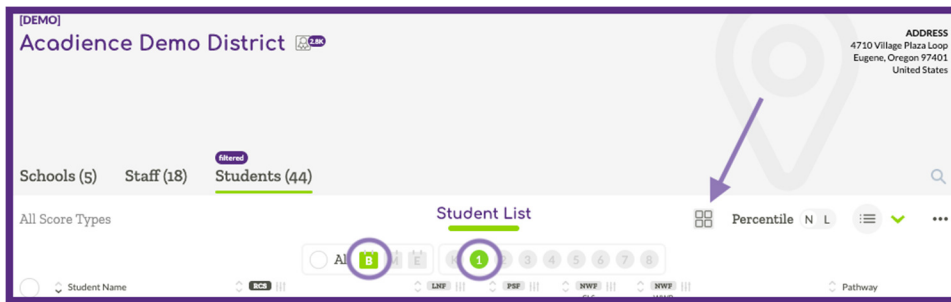 [DEMO]
Acadience Demo District 2.8K
ADDRESS
4710 Village Plaza Loop
Eugene, Oregon 97401
United States
filtered
Schools (5) Staff (18) Students (44)
All Score Types Student List Percentile N L
All B M E K 1 2 3 4 5 6 7 8
Student Name RCS LNF PSF NWF NWF Pathway
CLS WWR